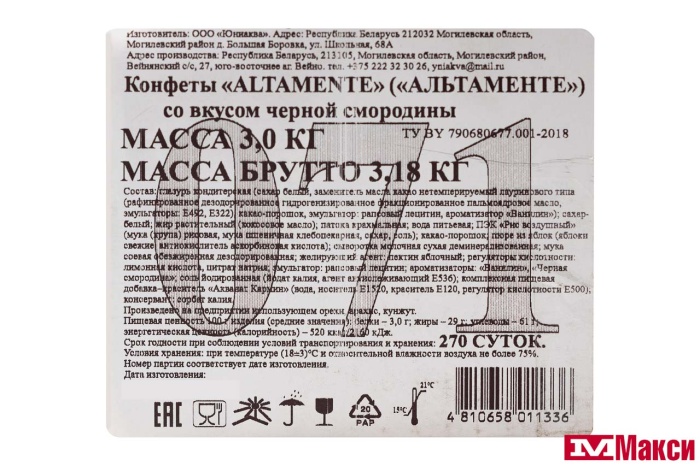 Изготовитель: ООО «Юниаква». Адрес: Республика Беларусь 212032 Могилевская область,
Могилевский район д. Большая Боровка, ул. Школьная, 68А
Адрес производства: Республика Беларусь, 213105, Могилевская область, Могилевский район,
Вейнянский с/с, 27, юго-восточнее аг. Вейно. тел. +375 222 32 30 26, yniakva@mail.ru
Конфеты «ALTAMENTE» («АЛЬТАМЕНТЕ»)
со вкусом черной смородины
МАССА 3,0 КГ
ТУ BY 790680677.001-2018
МАССА БРУТТО 3,18 КГ
071
Состав: глазурь кондитерская (сахар белый, заменитель масла какао нетемперируемый лауринового типа
(рафинированное дезодорированное гидрогенизированное фракционированное пальмоядровое масло,
эмульгаторы: Е492, Е322), какао-порошок, эмульгатор: рапсовый лецитин, ароматизатор «Ванилин»); сахар-
белый; жир растительный (кокосовое масло), патока крахмальная; вода питьевая; ПЭК «Рис воздушный»
(мука (крупа) рисовая, мука пшеничная хлебопекарная, сахар, соль); какао-порошок; пюре из яблок (яблоки
свежие, антиокислитель аскорбиновая кислота); сыворотка молочная сухая деминерализованная; мука
соевая обезжиренная дезодорированная; желирующий агент: пектин яблочный; регуляторы кислотности:
лимонная кислота, цитрат натрия; эмульгатор: рапсовый лецитин; ароматизаторы: «Ванилин», «Черная
смородина»; соль йодированная (йодат калия, агент антислеживающий Е536); комплексная пищевая
добавка–краситель «Акванат Кармин» (вода, носитель Е1520, краситель Е120, регулятор кислотности Е500),
консервант: сорбат калия.
Произведено на предприятии использующем орехи, арахис, кунжут.
Пищевая ценность 100 г изделия (средние значения): белки – 3,0 г; жиры – 29 г; углеводы – 61 г;
энергетическая ценность (калорийность) – 520 ккал/ кДж.
Срок годности при соблюдении условий транспортирования и хранения: 270 СУТОК.
Условия хранения: при температуре (18±3)°С и относительной влажности воздуха не более 75%.
Номер партии соответствует дате изготовления.
Дата изготовления:
EAC
20
PAP
15°C
21°C
4 810658 011336
Макси